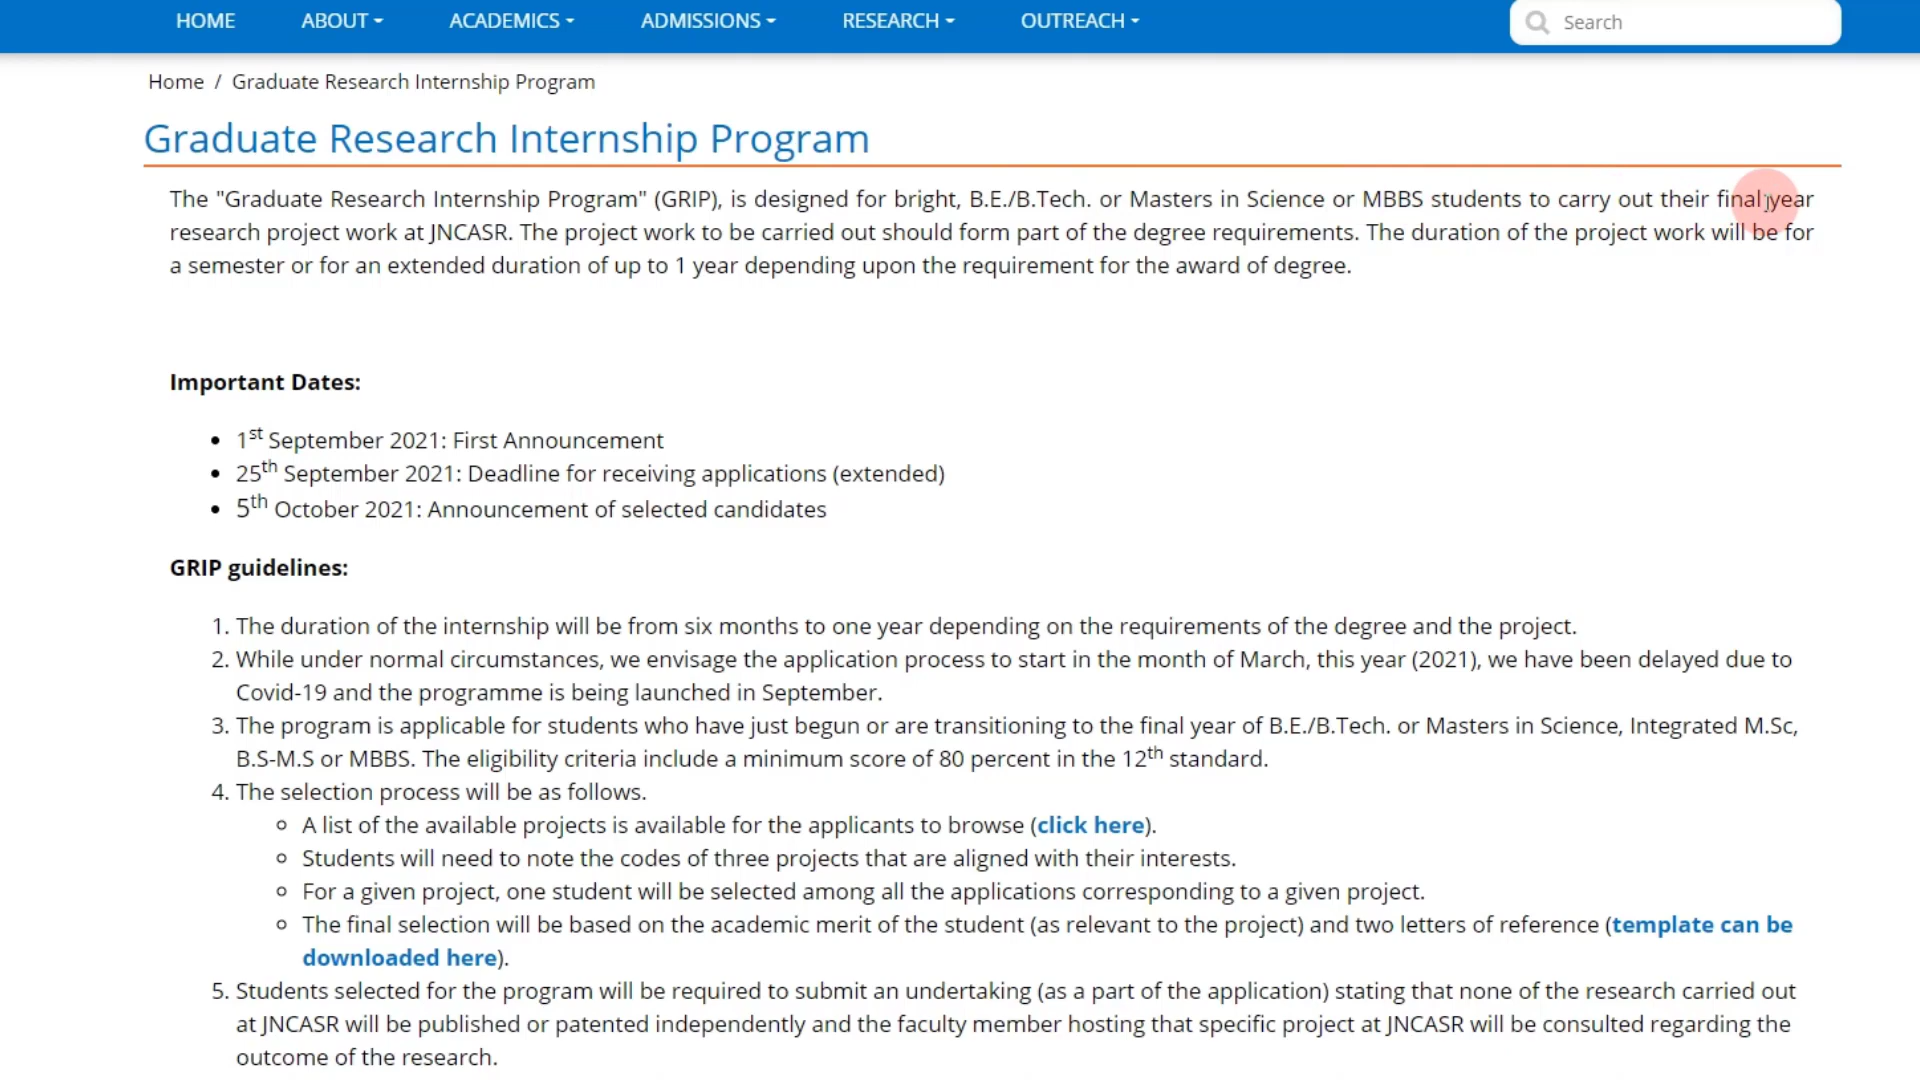 HOME ABOUT ACADEMICS ADMISSIONS RESEARCH OUTREACH Search
Home / Graduate Research Internship Program
Graduate Research Internship Program
The "Graduate Research Internship Program" (GRIP), is designed for bright, B.E./B.Tech. or Masters in Science or MBBS students to carry out their final year
research project work at JNCASR. The project work to be carried out should form part of the degree requirements. The duration of the project work will be for
a semester or for an extended duration of up to 1 year depending upon the requirement for the award of degree.
Important Dates:
• 1st September 2021: First Announcement
• 25th September 2021: Deadline for receiving applications (extended)
• 5th October 2021: Announcement of selected candidates
GRIP guidelines:
1. The duration of the internship will be from six months to one year depending on the requirements of the degree and the project.
2. While under normal circumstances, we envisage the application process to start in the month of March, this year (2021), we have been delayed due to
Covid-19 and the programme is being launched in September.
3. The program is applicable for students who have just begun or are transitioning to the final year of B.E./B.Tech. or Masters in Science, Integrated M.Sc,
B.S-M.S or MBBS. The eligibility criteria include a minimum score of 80 percent in the 12th standard.
4. The selection process will be as follows.
○ A list of the available projects is available for the applicants to browse (click here).
○ Students will need to note the codes of three projects that are aligned with their interests.
○ For a given project, one student will be selected among all the applications corresponding to a given project.
○ The final selection will be based on the academic merit of the student (as relevant to the project) and two letters of reference (template can be
downloaded here).
5. Students selected for the program will be required to submit an undertaking (as a part of the application) stating that none of the research carried out
at JNCASR will be published or patented independently and the faculty member hosting that specific project at JNCASR will be consulted regarding the
outcome of the research.